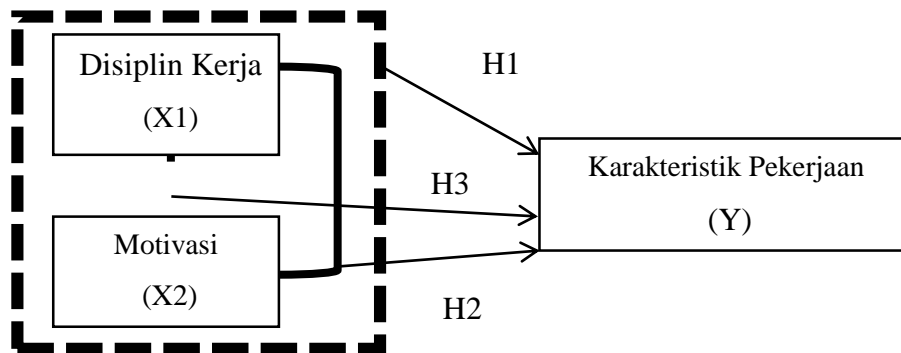 Disiplin Kerja
(X1)
H1
Karakteristik Pekerjaan
(Y)
H3
Motivasi
(X2)
H2